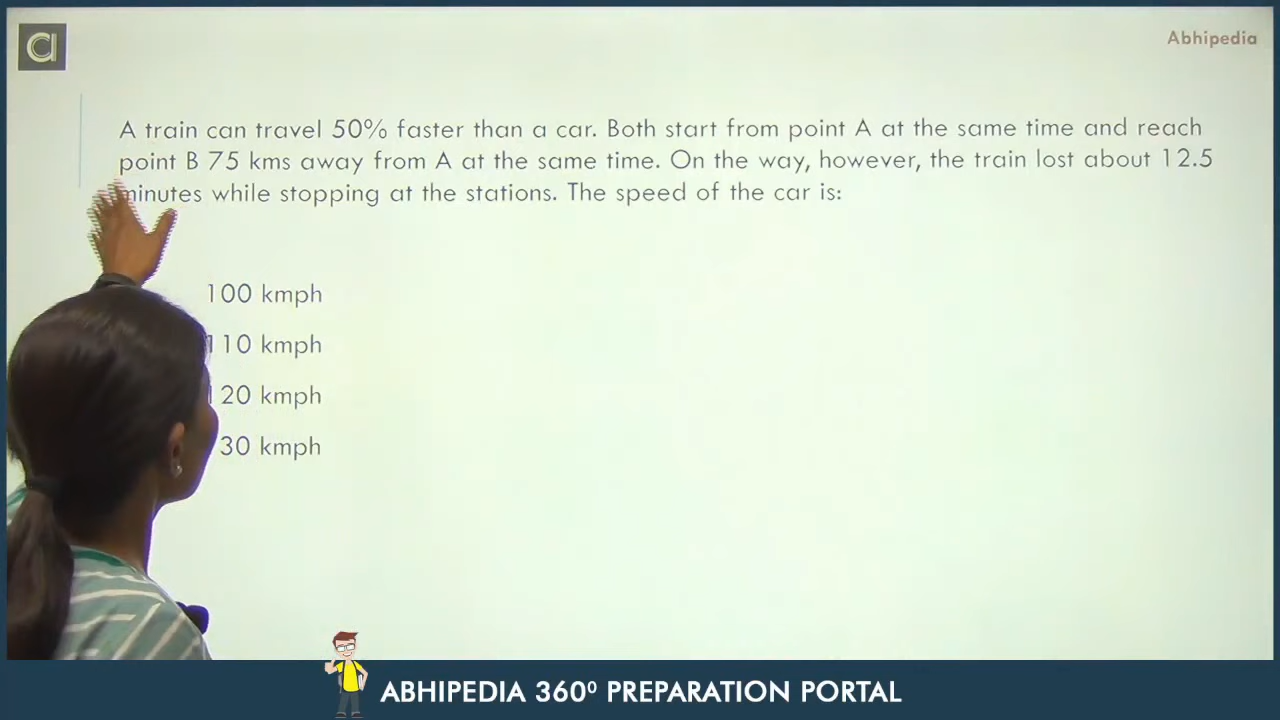 Abhipedia
A train can travel 50% faster than a car. Both start from point A at the same time and reach
point B 75 kms away from A at the same time. On the way, however, the train lost about 12.5
minutes while stopping at the stations. The speed of the car is:
100 kmph
110 kmph
120 kmph
30 kmph
ABHIPEDIA 360⁰ PREPARATION PORTAL